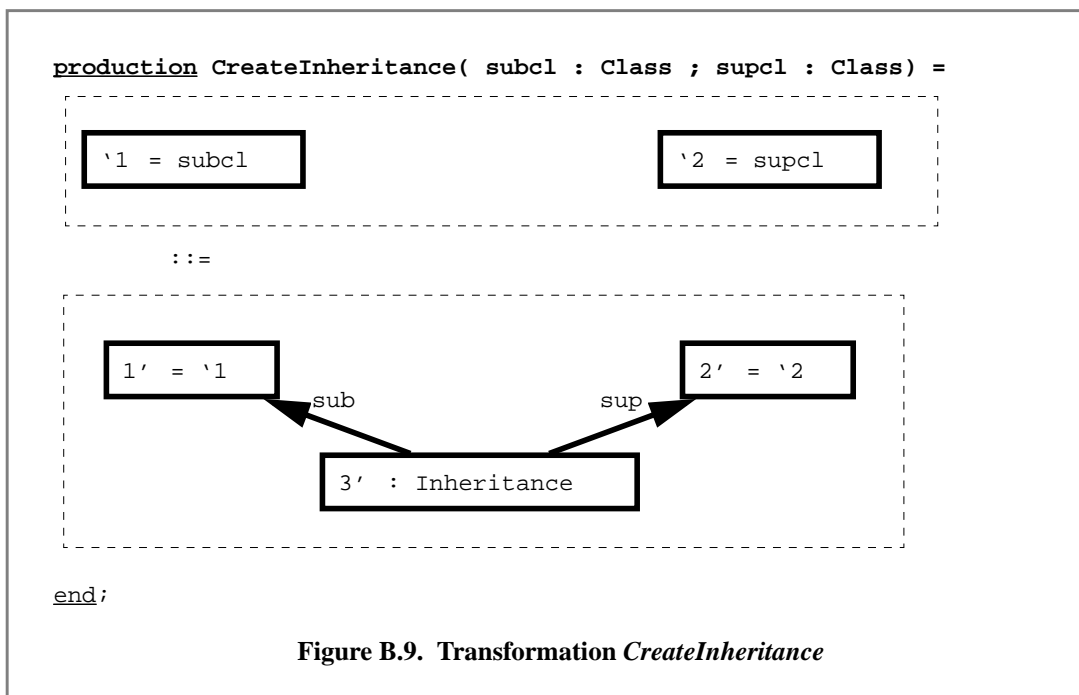 production CreateInheritance( subcl : Class ; supcl : Class) =
‘1 = subcl
‘2 = supcl
::=
1’ = ‘1
2’ = ‘2
sub
sup
3’ : Inheritance
end;
Figure B.9. Transformation CreateInheritance